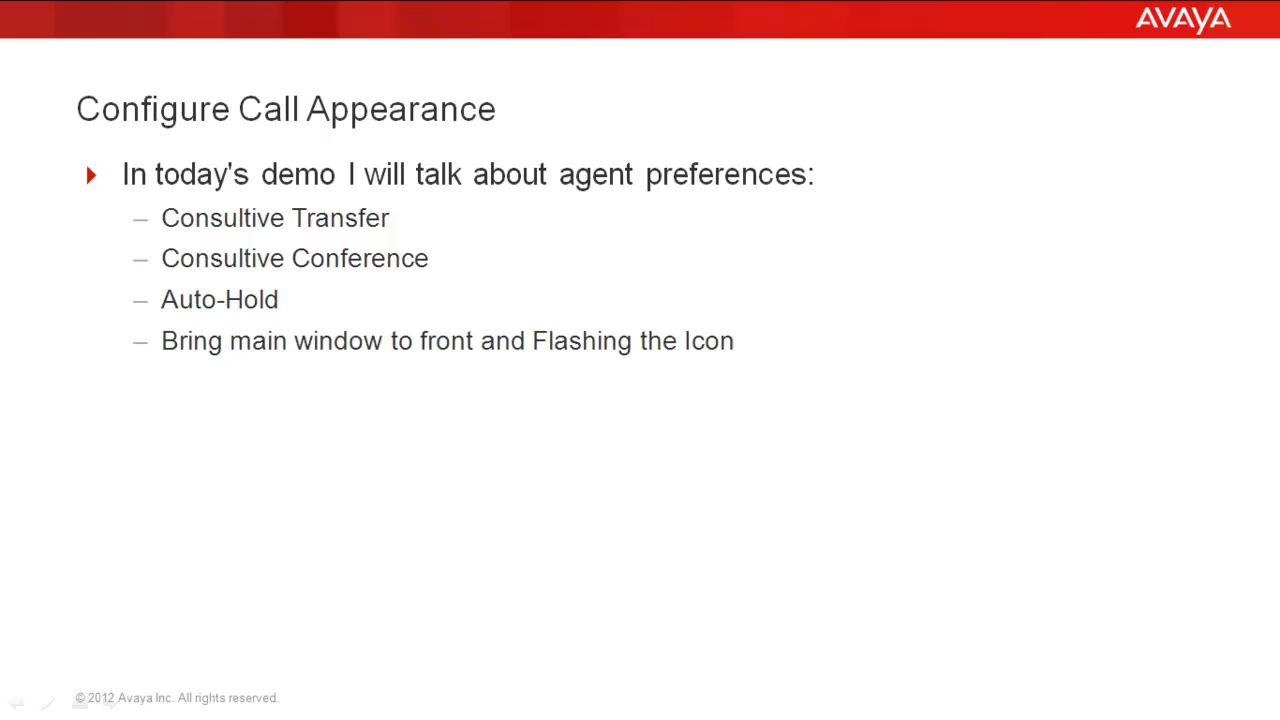 AVAYA
Configure Call Appearance
In today's demo I will talk about agent preferences:
– Consultive Transfer
– Consultive Conference
– Auto-Hold
– Bring main window to front and Flashing the Icon
© 2012 Avaya Inc. All rights reserved.